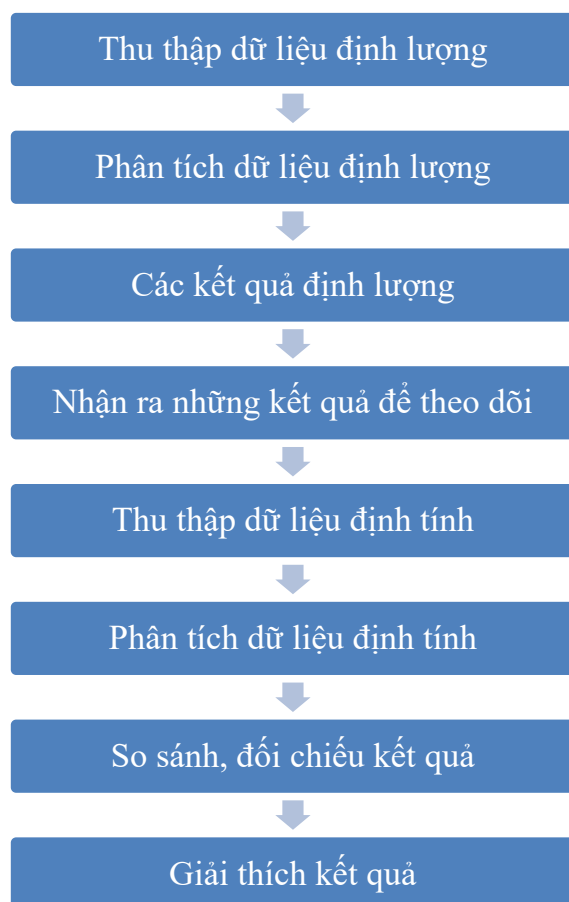 Thu thập dữ liệu định lượng
Phân tích dữ liệu định lượng
Các kết quả định lượng
Nhận ra những kết quả để theo dõi
Thu thập dữ liệu định tính
Phân tích dữ liệu định tính
So sánh, đối chiếu kết quả
Giải thích kết quả